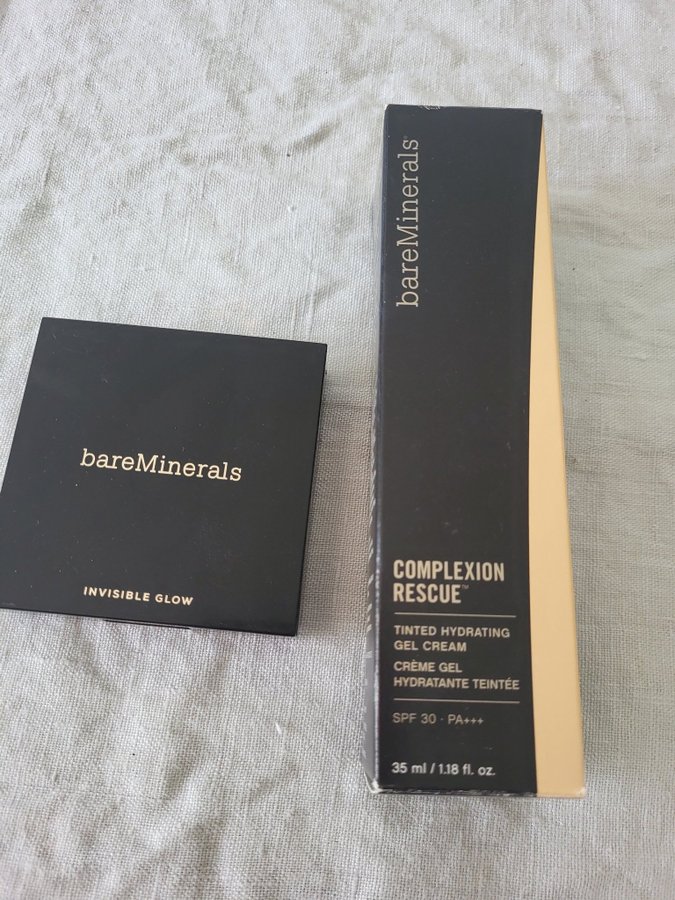 bareMinerals
INVISIBLE GLOW
bareMinerals
COMPLEXION
RESCUE™
TINTED HYDRATING
GEL CREAM
CRÈME GEL
HYDRATANTE TEINTÉE
SPF 30 · PA+++
35 ml / 1.18 fl. oz.